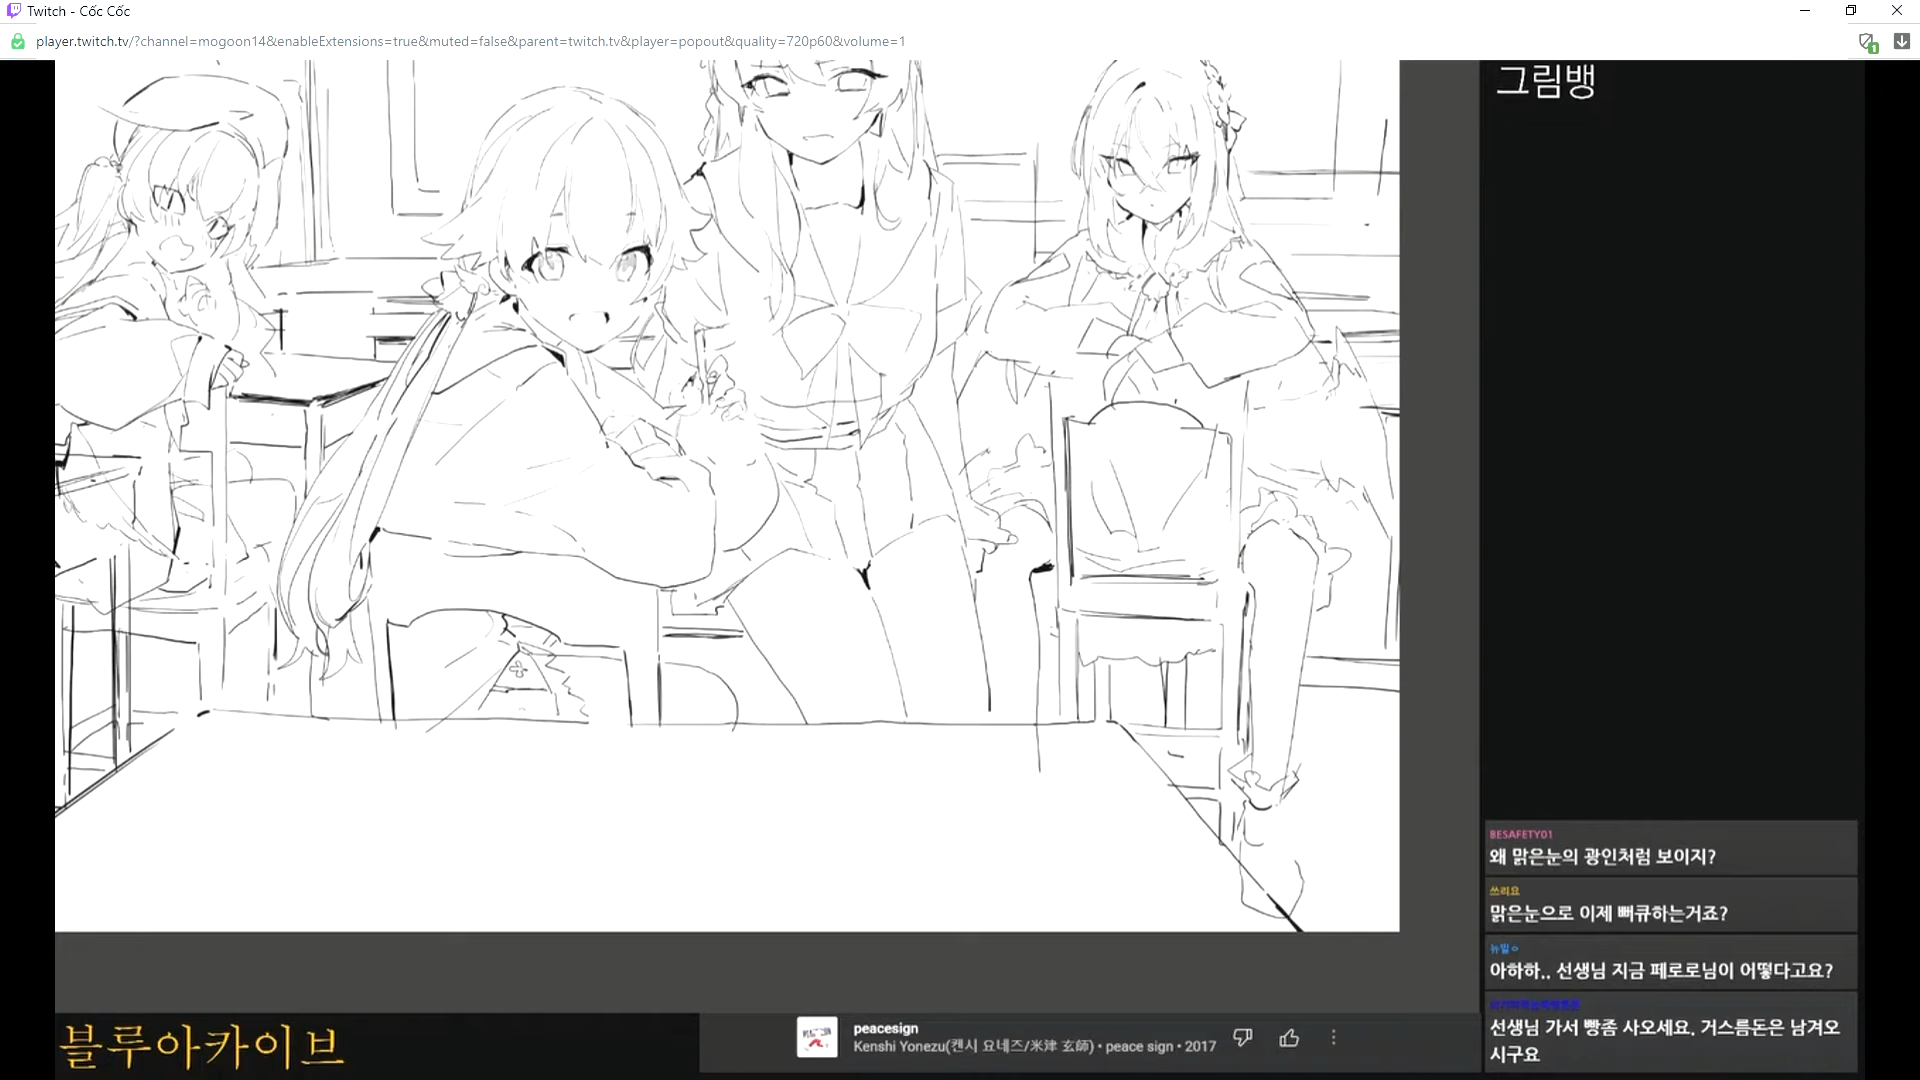 Twitch - Cốc Cốc
player.twitch.tv/?channel=mogoon14&enableExtensions=true&muted=false&parent=twitch.tv&player=popout&quality=720p60&volume=1
1
그림뱅
BESAFETY01
왜 맑은눈의 광인처럼 보이지?
쓰리요
맑은눈으로 이제 뻐큐하는거죠?
뉴빌ㅇ
아하하.. 선생님 지금 페로로님이 어떻다고요?
선생님 가서 빵좀 사오세요. 거스름돈은 남겨오
시구요
블루아카이브
peacesign
Kenshi Yonezu(켄시 요네즈/米津 玄師) • peace sign • 2017